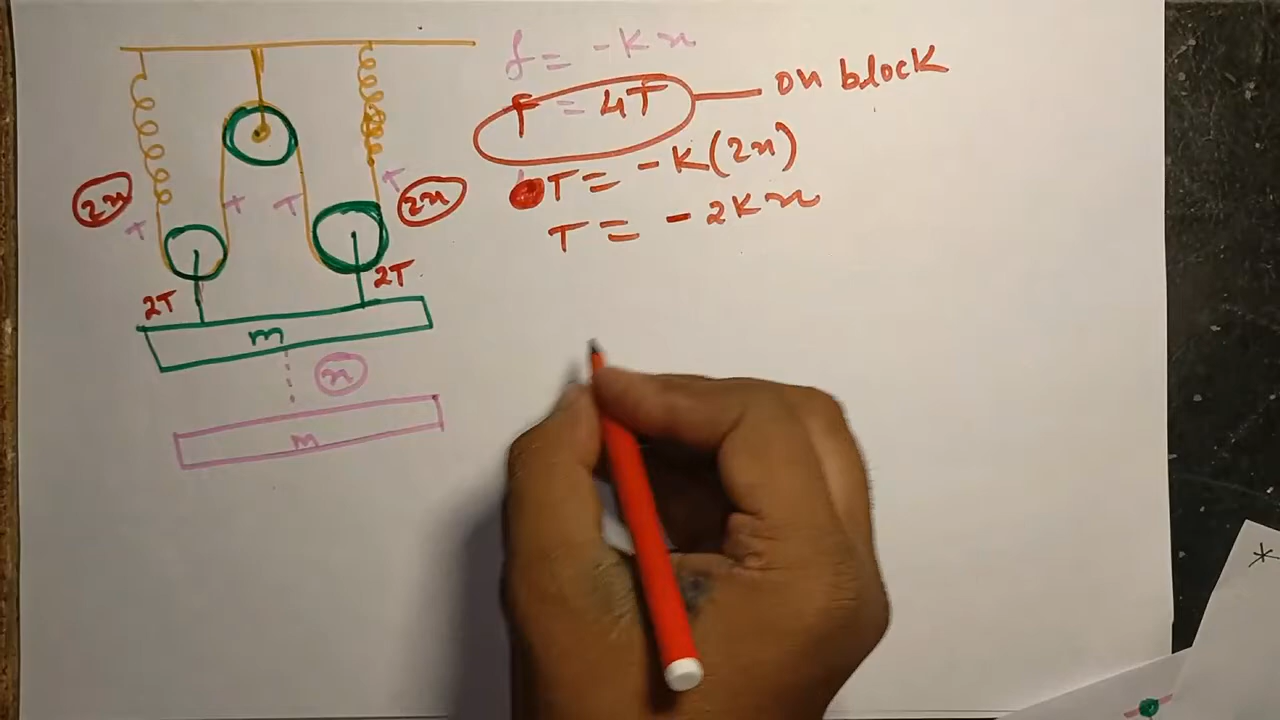 f = -Kx
F = 4T — on block
T = -K(2x)
T = -2Kx
2x
T
T
T
T
2x
2T
2T
m
x
m
*